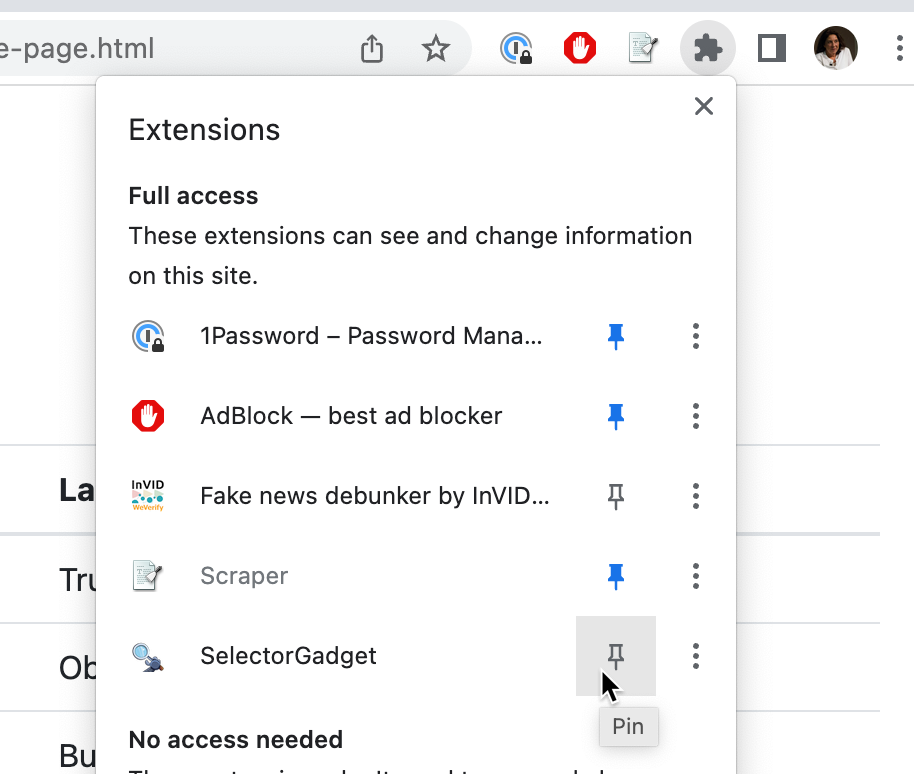 e-page.html
Extensions
Full access
These extensions can see and change information
on this site.
1Password – Password Mana...
AdBlock — best ad blocker
InVID
WeVerify
Fake news debunker by InVID...
Scraper
SelectorGadget
Pin
No access needed
La
Tru
Ob
Bu